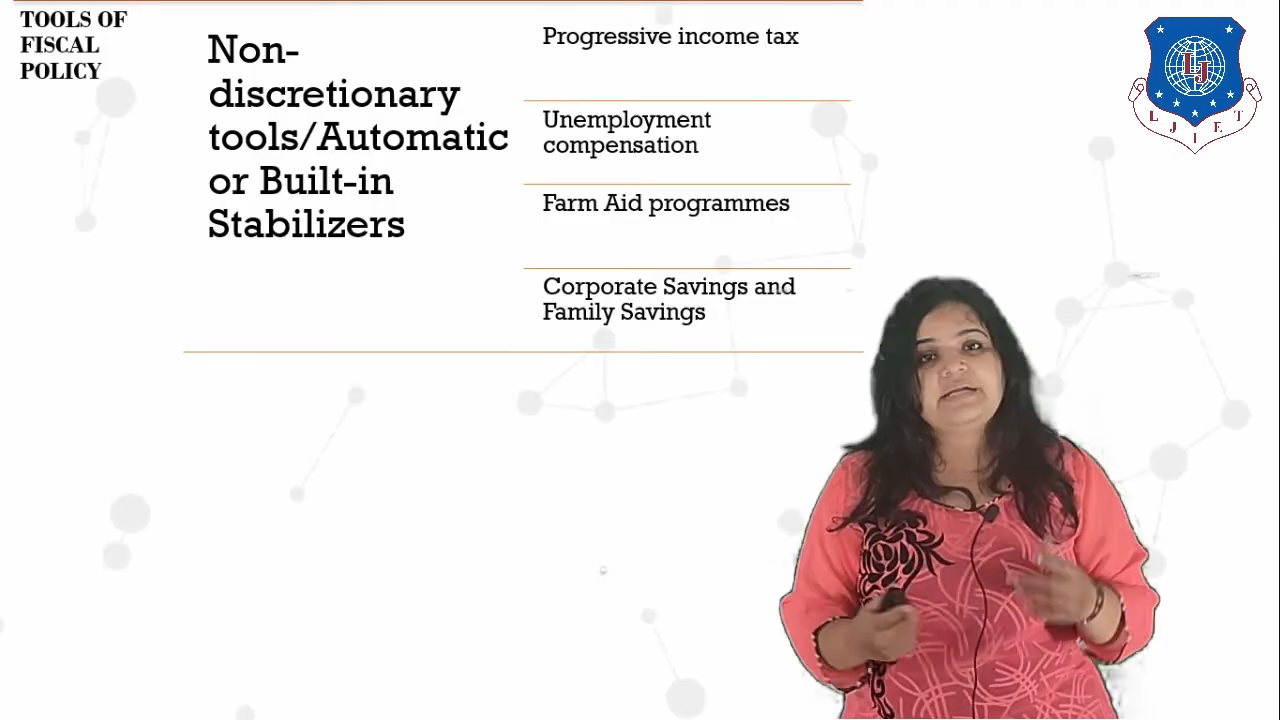 TOOLS OF
FISCAL
POLICY
Non-
discretionary
tools/Automatic
or Built-in
Stabilizers
Progressive income tax
Unemployment
compensation
Farm Aid programmes
Corporate Savings and
Family Savings
LJ
L J I E T